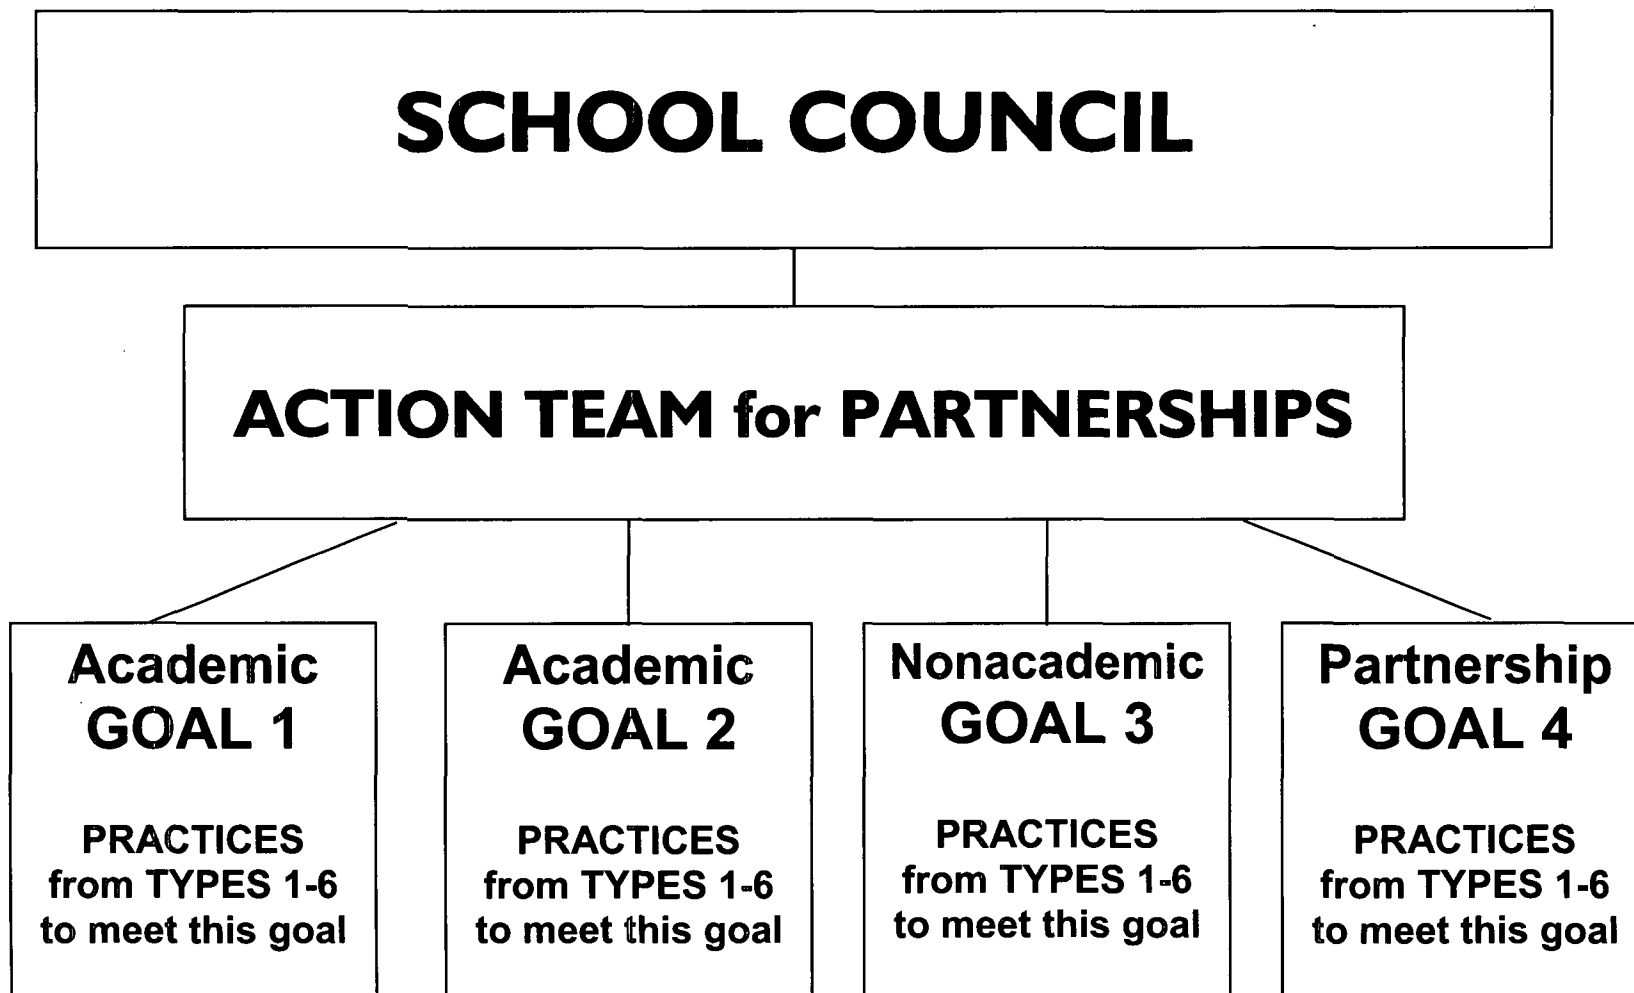 SCHOOL COUNCIL
ACTION TEAM for PARTNERSHIPS
Academic
GOAL 1
PRACTICES
from TYPES 1-6
to meet this goal
Academic
GOAL 2
PRACTICES
from TYPES 1-6
to meet this goal
Nonacademic
GOAL 3
PRACTICES
from TYPES 1-6
to meet this goal
Partnership
GOAL 4
PRACTICES
from TYPES 1-6
to meet this goal